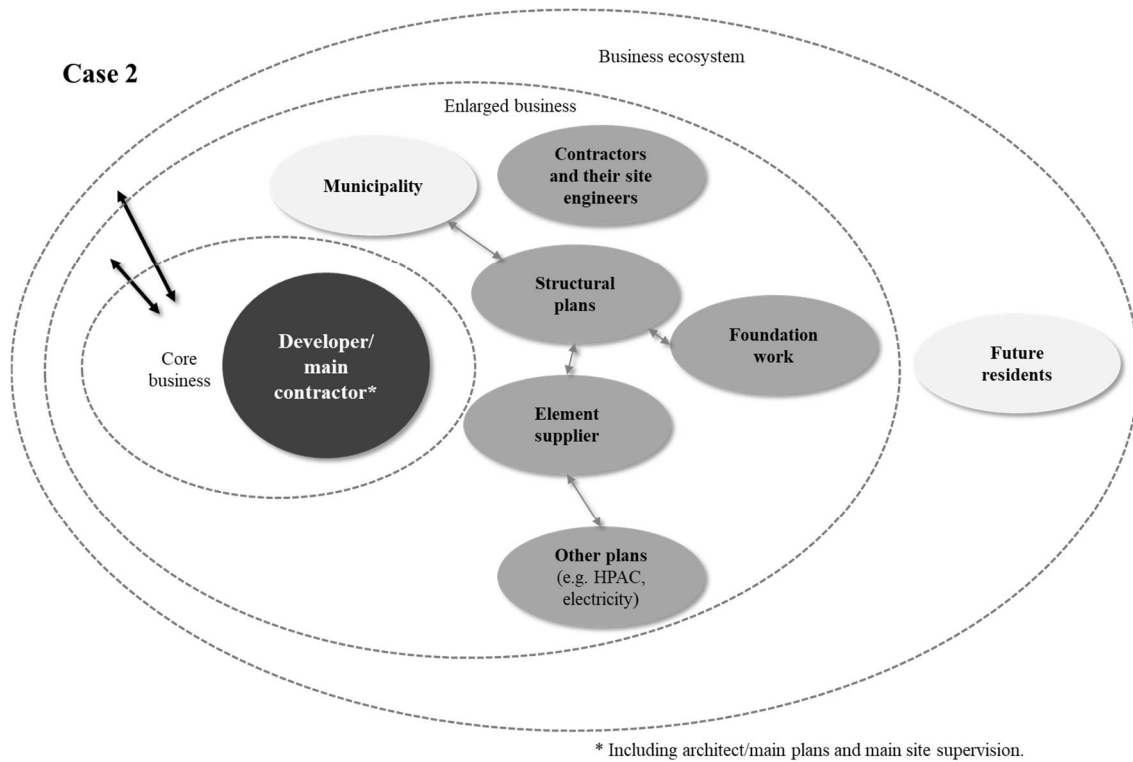 Case 2
Business ecosystem
Enlarged business
Municipality
Contractors
and their site
engineers
Structural
plans
Foundation
work
Future
residents
Core
business
Developer/
main
contractor*
Element
supplier
Other plans
(e.g. HPAC,
electricity)
* Including architect/main plans and main site supervision.